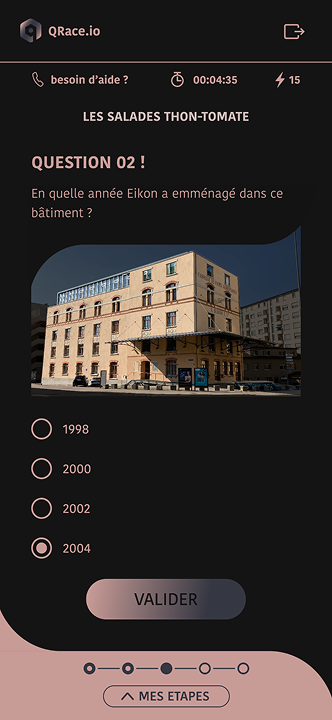 QRace.io
besoin d'aide ?
00:04:35
15
LES SALADES THON-TOMATE
QUESTION 02 !
En quelle année Eikon a emménagé dans ce
bâtiment ?
1998
2000
2002
2004
VALIDER
MES ETAPES